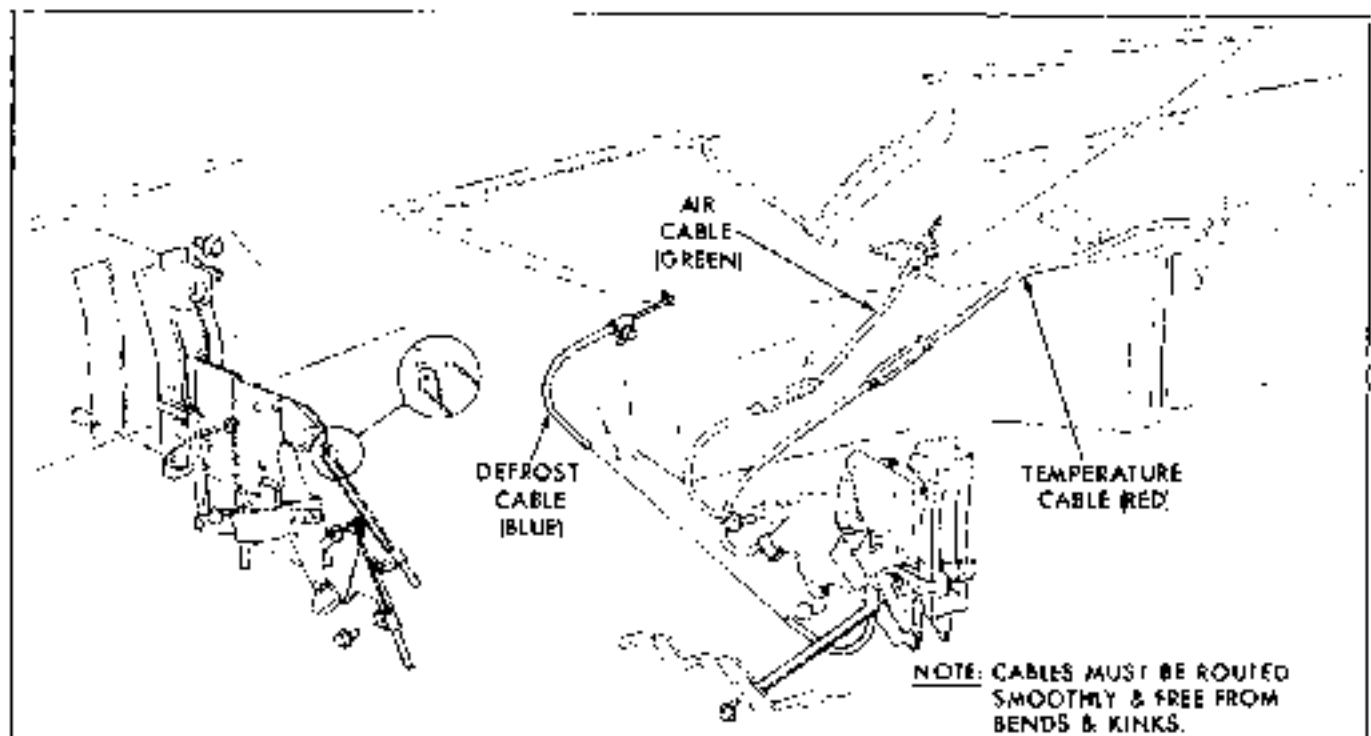 AIR
CABLE
(GREEN)
DEFROST
CABLE
(BLUE)
TEMPERATURE
CABLE (RED)
NOTE: CABLES MUST BE ROUTED
SMOOTHLY & FREE FROM
BENDS & KINKS.